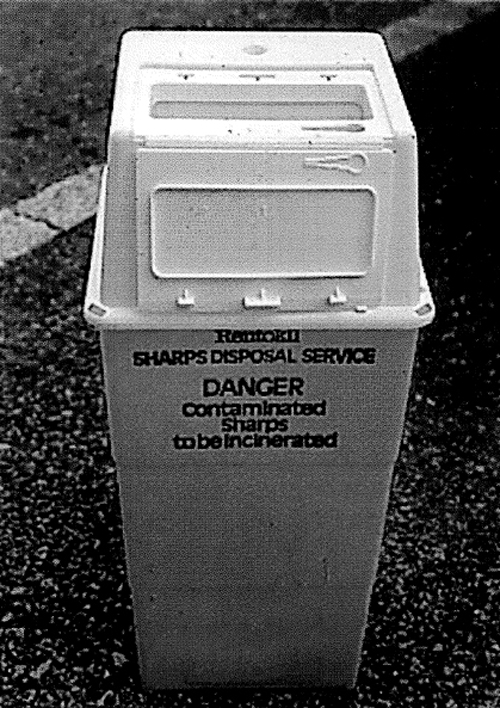 Rentokil
SHARPS DISPOSAL SERVICE
DANGER
contaminated
Sharps
to be incinerated